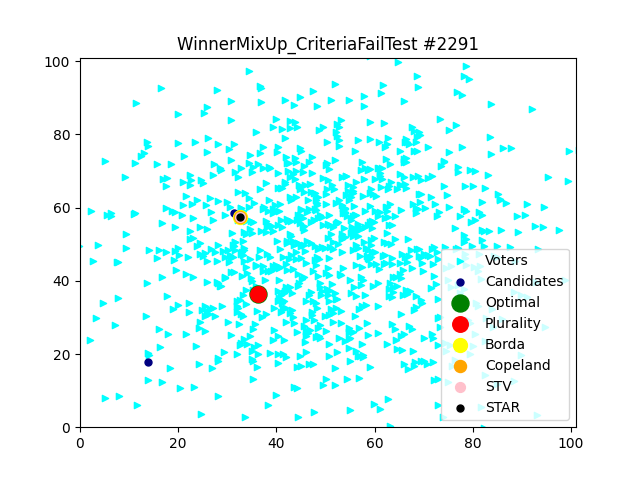 WinnerMixUp_CriteriaFailTest #2291
100
80
60
40
20
0
0 20 40 60 80 100
Voters
Candidates
Optimal
Plurality
Borda
Copeland
STV
STAR